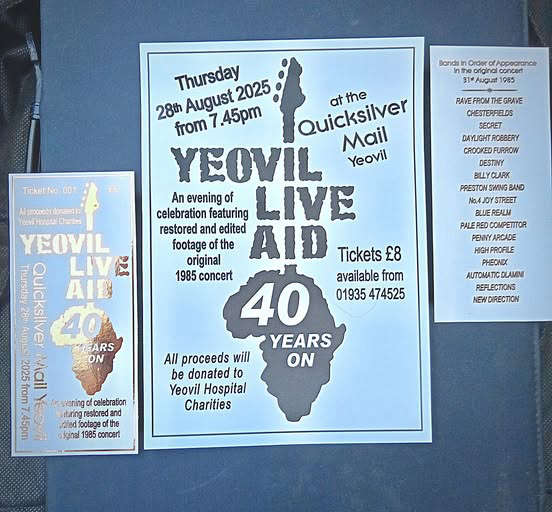 Ticket No. 001 £8
All proceeds donated to
Yeovil Hospital Charities
YEOVIL
LIVE
AID
40
YEARS
ON
Quicksilver Mail Yeovil
Thursday 28th August 2025 from 7.45pm
An evening of celebration
featuring restored and
edited footage of the
original 1985 concert
Thursday
28th August 2025
from 7.45pm
at the
Quicksilver
Mail
Yeovil
YEOVIL
LIVE
AID
An evening of
celebration featuring
restored and edited
footage of the
original
1985 concert
Tickets £8
available from
01935 474525
40
YEARS
ON
All proceeds will
be donated to
Yeovil Hospital
Charities
Bands in Order of Appearance
in the original concert
31st August 1985
RAVE FROM THE GRAVE
CHESTERFIELDS
SECRET
DAYLIGHT ROBBERY
CROOKED FURROW
DESTINY
BILLY CLARK
PRESTON SWING BAND
No.4 JOY STREET
BLUE REALM
PALE RED COMPETITOR
PENNY ARCADE
HIGH PROFILE
PHEONIX
AUTOMATIC DLAMINI
REFLECTIONS
NEW DIRECTION